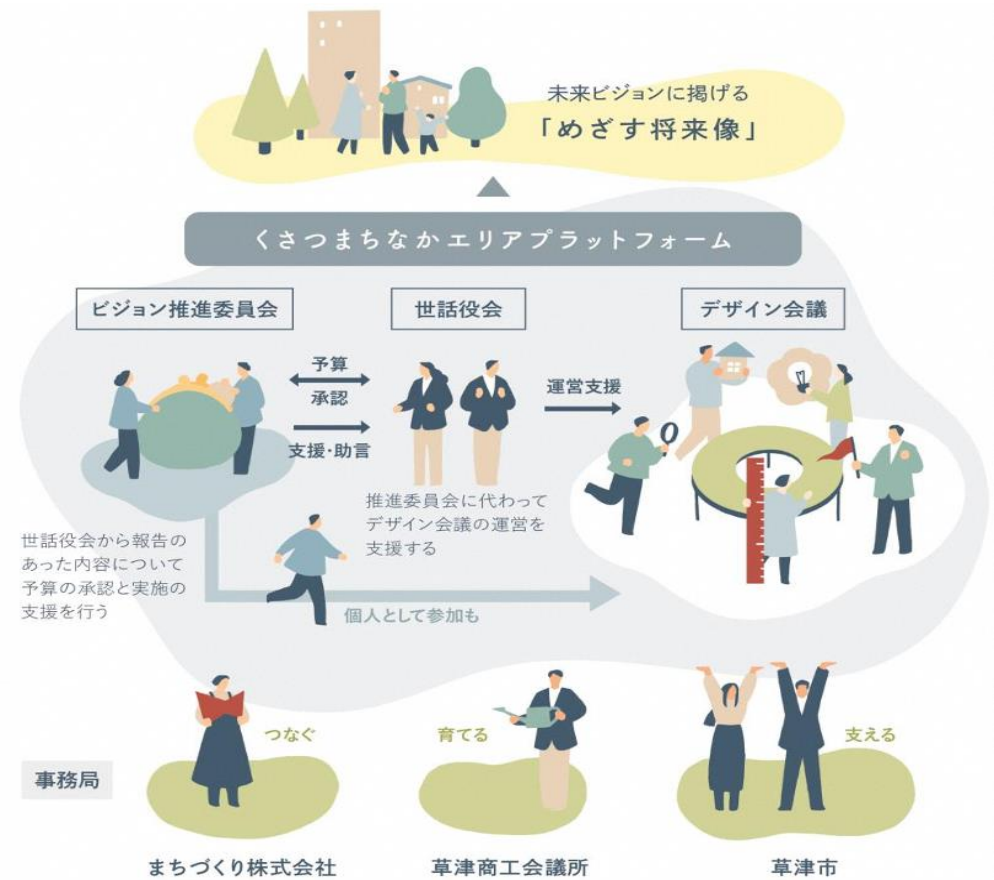 未来ビジョンに掲げる
「めざす将来像」
くさつまちなかエリアプラットフォーム
ビジョン推進委員会
世話役会
デザイン会議
予算
承認
支援・助言
運営支援
推進委員会に代わって
デザイン会議の運営を
支援する
世話役会から報告の
あった内容について
予算の承認と実施の
支援を行う
個人として参加も
つなぐ
育てる
支える
事務局
まちづくり株式会社
草津商工会議所
草津市